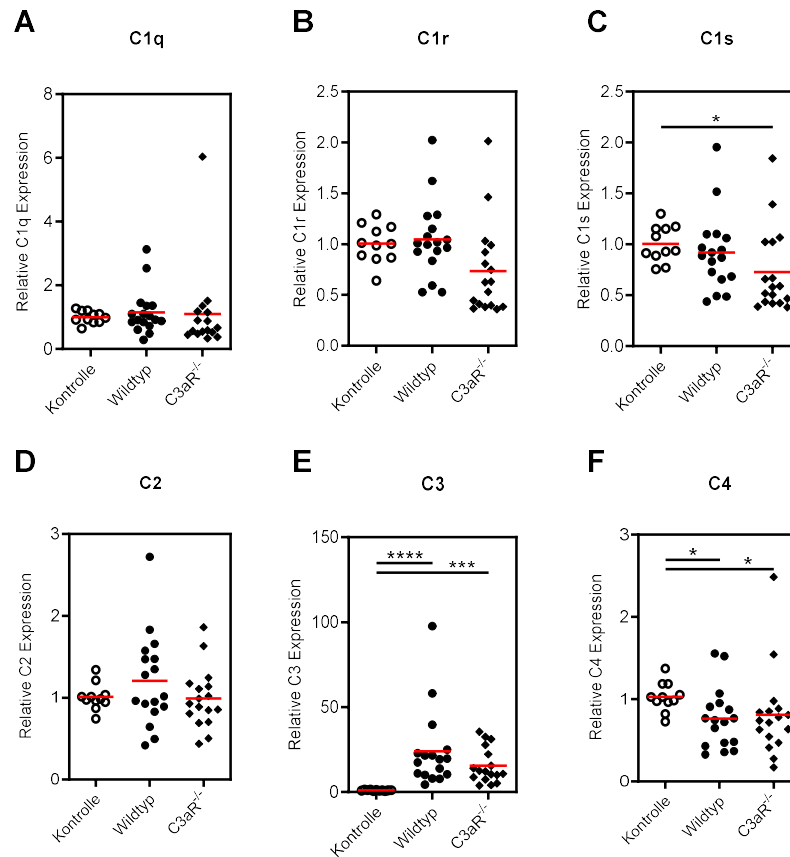 A
C1q
Relative C1q Expression
8
6
4
2
0
Kontrolle
Wildtyp
C3aR-/-
B
C1r
Relative C1r Expression
2.5
2.0
1.5
1.0
0.5
0.0
Kontrolle
Wildtyp
C3aR-/-
C
C1s
Relative C1s Expression
2.5
2.0
1.5
1.0
0.5
0.0
*
Kontrolle
Wildtyp
C3aR-/-
D
C2
Relative C2 Expression
3
2
1
0
Kontrolle
Wildtyp
C3aR-/-
E
C3
Relative C3 Expression
150
100
50
0
****
***
Kontrolle
Wildtyp
C3aR-/-
F
C4
Relative C4 Expression
3
2
1
0
*
*
Kontrolle
Wildtyp
C3aR-/-